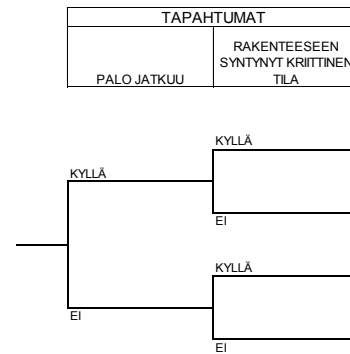 TAPAHTUMAT
RAKENTEESEEN
SYNTYNYT KRIITTINEN
PALO JATKUU
TILA
KYLLÄ
KYLLÄ
EI
KYLLÄ
EI
EI